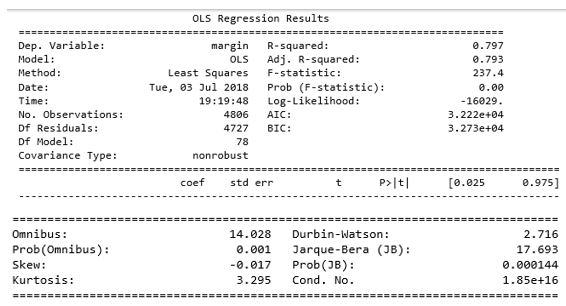 OLS Regression Results
==============================================================================
Dep. Variable: margin R-squared: 0.797
Model: OLS Adj. R-squared: 0.793
Method: Least Squares F-statistic: 237.4
Date: Tue, 03 Jul 2018 Prob (F-statistic): 0.00
Time: 19:19:48 Log-Likelihood: -16029.
No. Observations: 4806 AIC: 3.222e+04
Df Residuals: 4727 BIC: 3.273e+04
Df Model: 78
Covariance Type: nonrobust
==============================================================================
coef std err t P>|t| [0.025 0.975]
------------------------------------------------------------------------------
==============================================================================
Omnibus: 14.028 Durbin-Watson: 2.716
Prob(Omnibus): 0.001 Jarque-Bera (JB): 17.693
Skew: -0.017 Prob(JB): 0.000144
Kurtosis: 3.295 Cond. No. 1.85e+16
==============================================================================